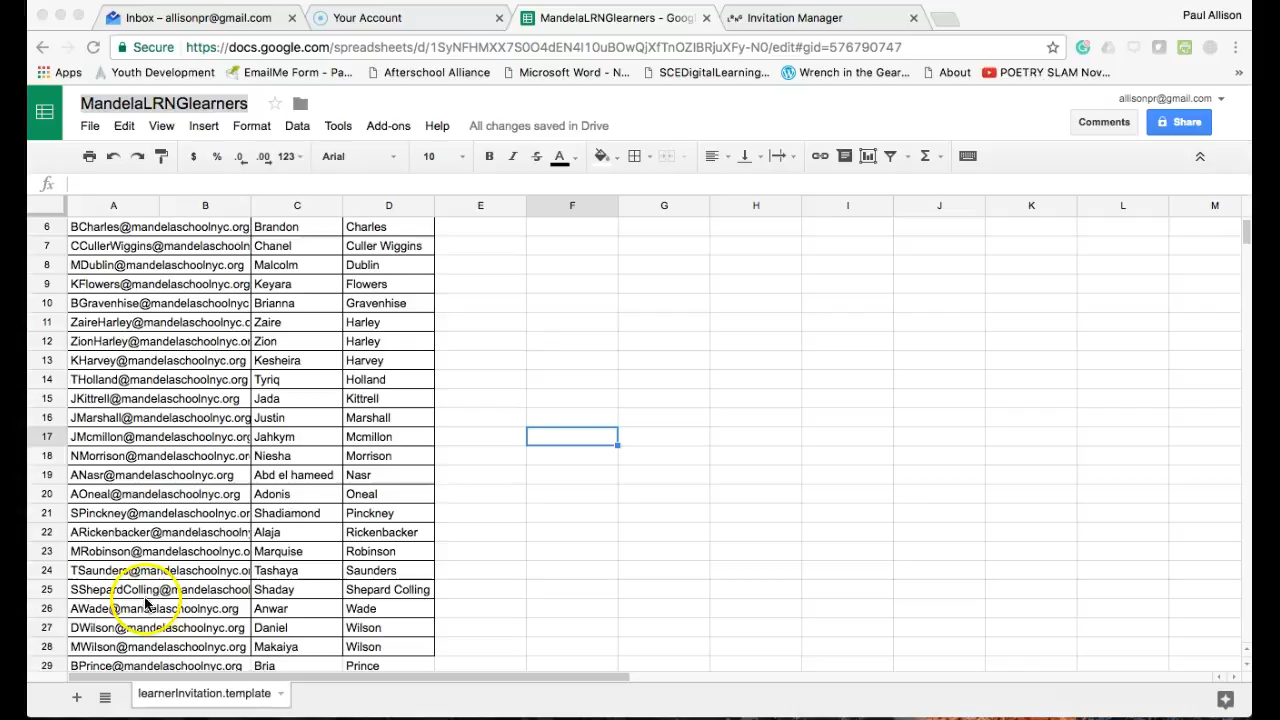 Inbox – allisonpr@gmail.com × Your Account × MandelaLRNGlearners - Goog × Invitation Manager × Paul Allison
Secure https://docs.google.com/spreadsheets/d/1SyNFHMXX7S0O4dEN4I10uBOwQjXfTnOZIBRjuXFy-N0/edit#gid=576790747
Apps Youth Development EmailMe Form - Pa... Afterschool Alliance Microsoft Word - N... SCEDigitalLearning... Wrench in the Gear... About POETRY SLAM Nov... »
MandelaLRNGlearners allisonpr@gmail.com
File Edit View Insert Format Data Tools Add-ons Help All changes saved in Drive Comments Share
$ % .0 .00 123 Arial 10 B I S A Σ
fx
A B C D E F G H I J K L M
6 BCharles@mandelaschoolnyc.org Brandon Charles
7 CCullerWiggins@mandelaschooln Chanel Culler Wiggins
8 MDublin@mandelaschoolnyc.org Malcolm Dublin
9 KFlowers@mandelaschoolnyc.org Keyara Flowers
10 BGravenhise@mandelaschoolnyc Brianna Gravenhise
11 ZaireHarley@mandelaschoolnyc.o Zaire Harley
12 ZionHarley@mandelaschoolnyc.or Zion Harley
13 KHarvey@mandelaschoolnyc.org Kesheira Harvey
14 THolland@mandelaschoolnyc.org Tyriq Holland
15 JKittrell@mandelaschoolnyc.org Jada Kittrell
16 JMarshall@mandelaschoolnyc.org Justin Marshall
17 JMcmillon@mandelaschoolnyc.org Jahkym Mcmillon
18 NMorrison@mandelaschoolnyc.or Niesha Morrison
19 ANasr@mandelaschoolnyc.org Abd el hameed Nasr
20 AOneal@mandelaschoolnyc.org Adonis Oneal
21 SPinckney@mandelaschoolnyc.or Shadiamond Pinckney
22 ARickenbacker@mandelaschooln Alaja Rickenbacker
23 MRobinson@mandelaschoolnyc.o Marquise Robinson
24 TSaunders@mandelaschoolnyc.or Tashaya Saunders
25 SShepardColling@mandelaschool Shaday Shepard Colling
26 AWade@mandelaschoolnyc.org Anwar Wade
27 DWilson@mandelaschoolnyc.org Daniel Wilson
28 MWilson@mandelaschoolnyc.org Makaiya Wilson
29 BPrince@mandelaschoolnyc.org Bria Prince
+ learnerInvitation.template